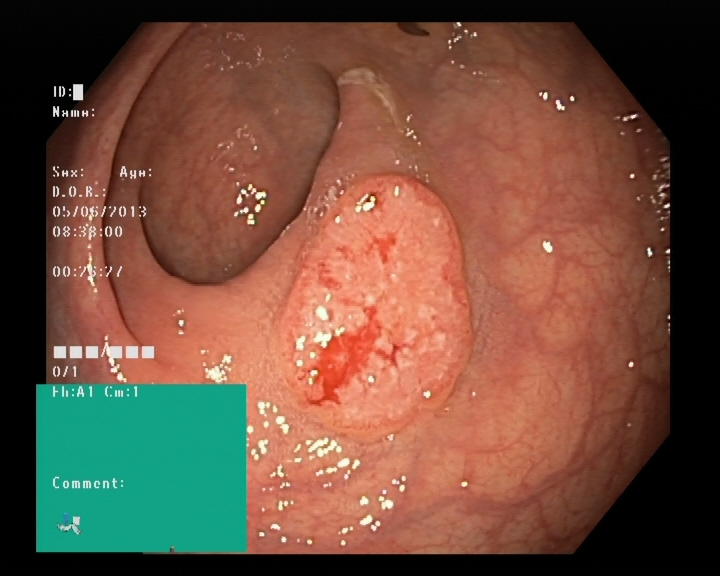 ID:
Name:
Sex: Age:
D.O.B.:
05/06/2013
08:38:00
00:26:27
0/1
Eh:A1 Cm:1
Comment: